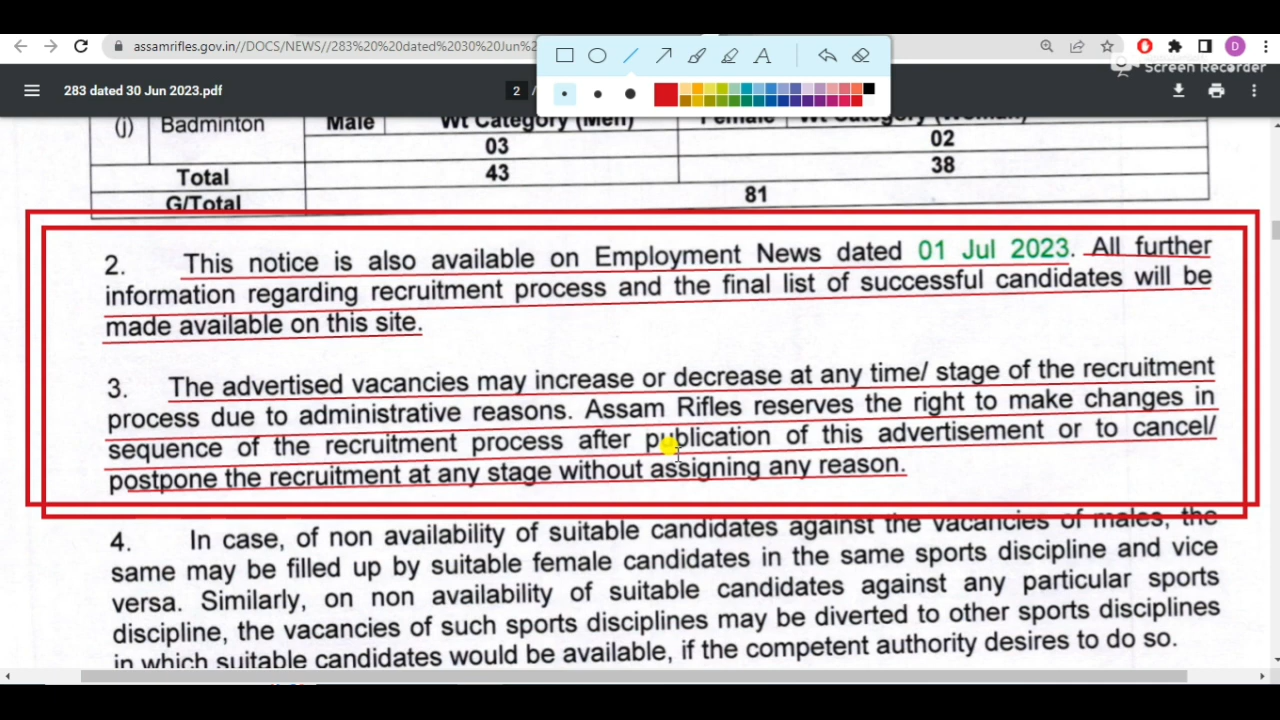 assamrifles.gov.in//DOCS/NEWS//283%20%20dated%2030%20Jun%2
D
A
Screen Recorder
283 dated 30 Jun 2023.pdf
2 /
(j) Badminton Male Wt Category (Men) Female Wt Category (Woman)
03 02
Total 43 38
G/Total 81
2. This notice is also available on Employment News dated 01 Jul 2023. All further
information regarding recruitment process and the final list of successful candidates will be
made available on this site.
3. The advertised vacancies may increase or decrease at any time/ stage of the recruitment
process due to administrative reasons. Assam Rifles reserves the right to make changes in
sequence of the recruitment process after publication of this advertisement or to cancel/
postpone the recruitment at any stage without assigning any reason.
4. In case, of non availability of suitable candidates against the vacancies of males, the
same may be filled up by suitable female candidates in the same sports discipline and vice
versa. Similarly, on non availability of suitable candidates against any particular sports
discipline, the vacancies of such sports disciplines may be diverted to other sports disciplines
in which suitable candidates would be available, if the competent authority desires to do so.